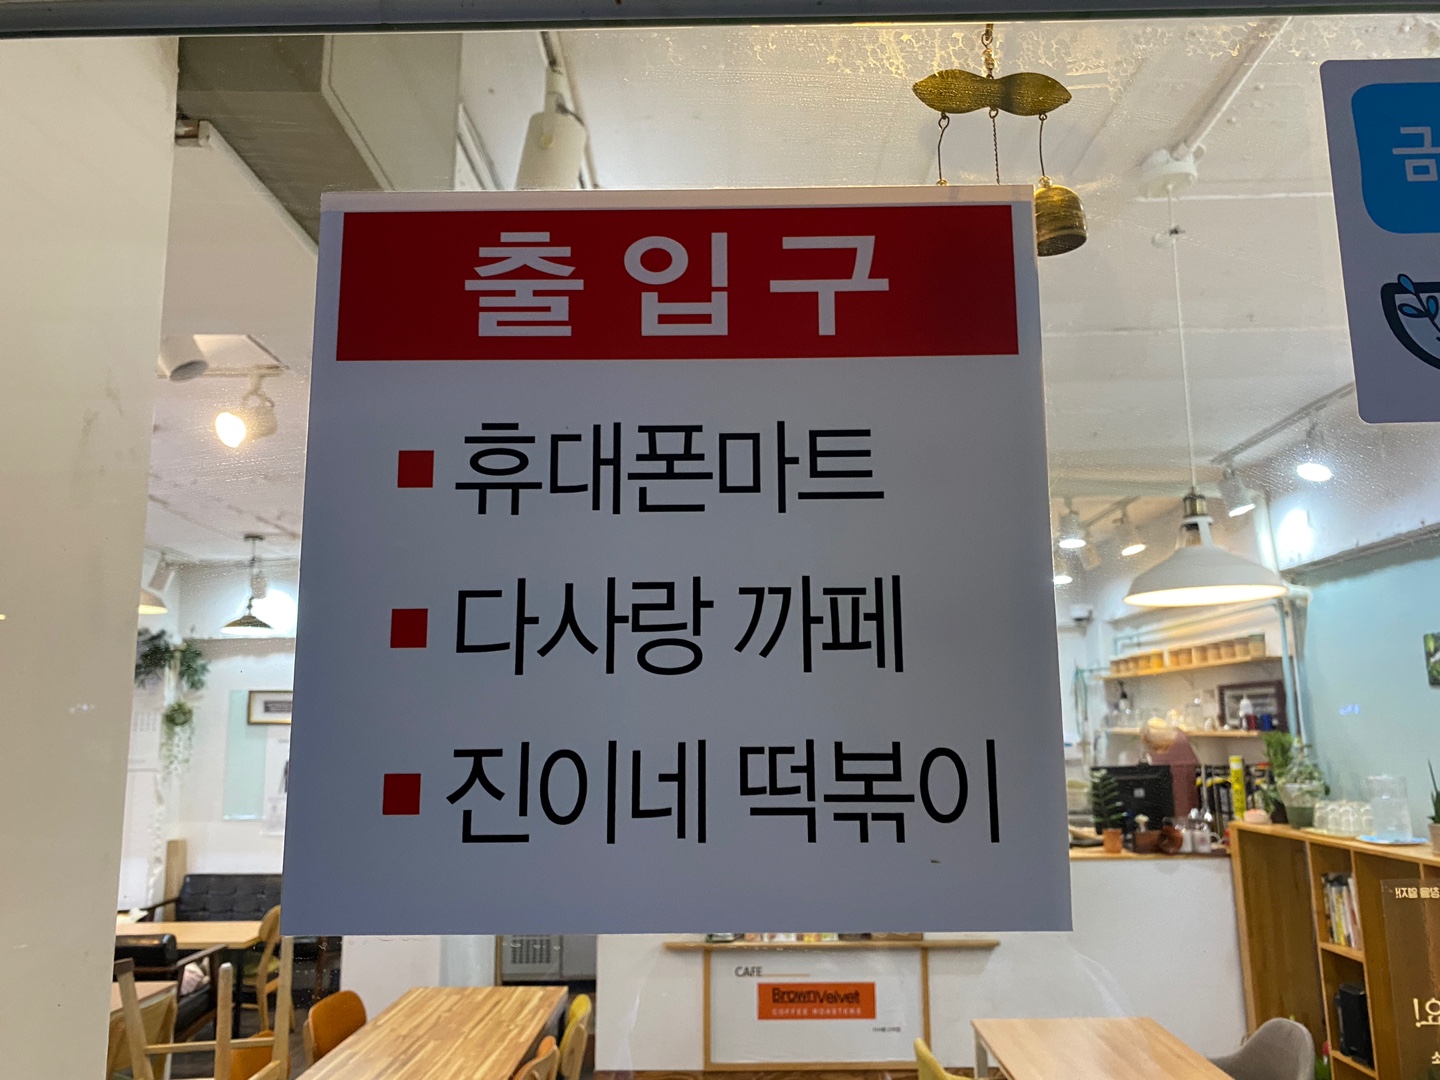 출입구
휴대폰마트
다사랑 까페
진이네 떡볶이
금
CAFE
BrownVelvet
COFFEE ROASTERS